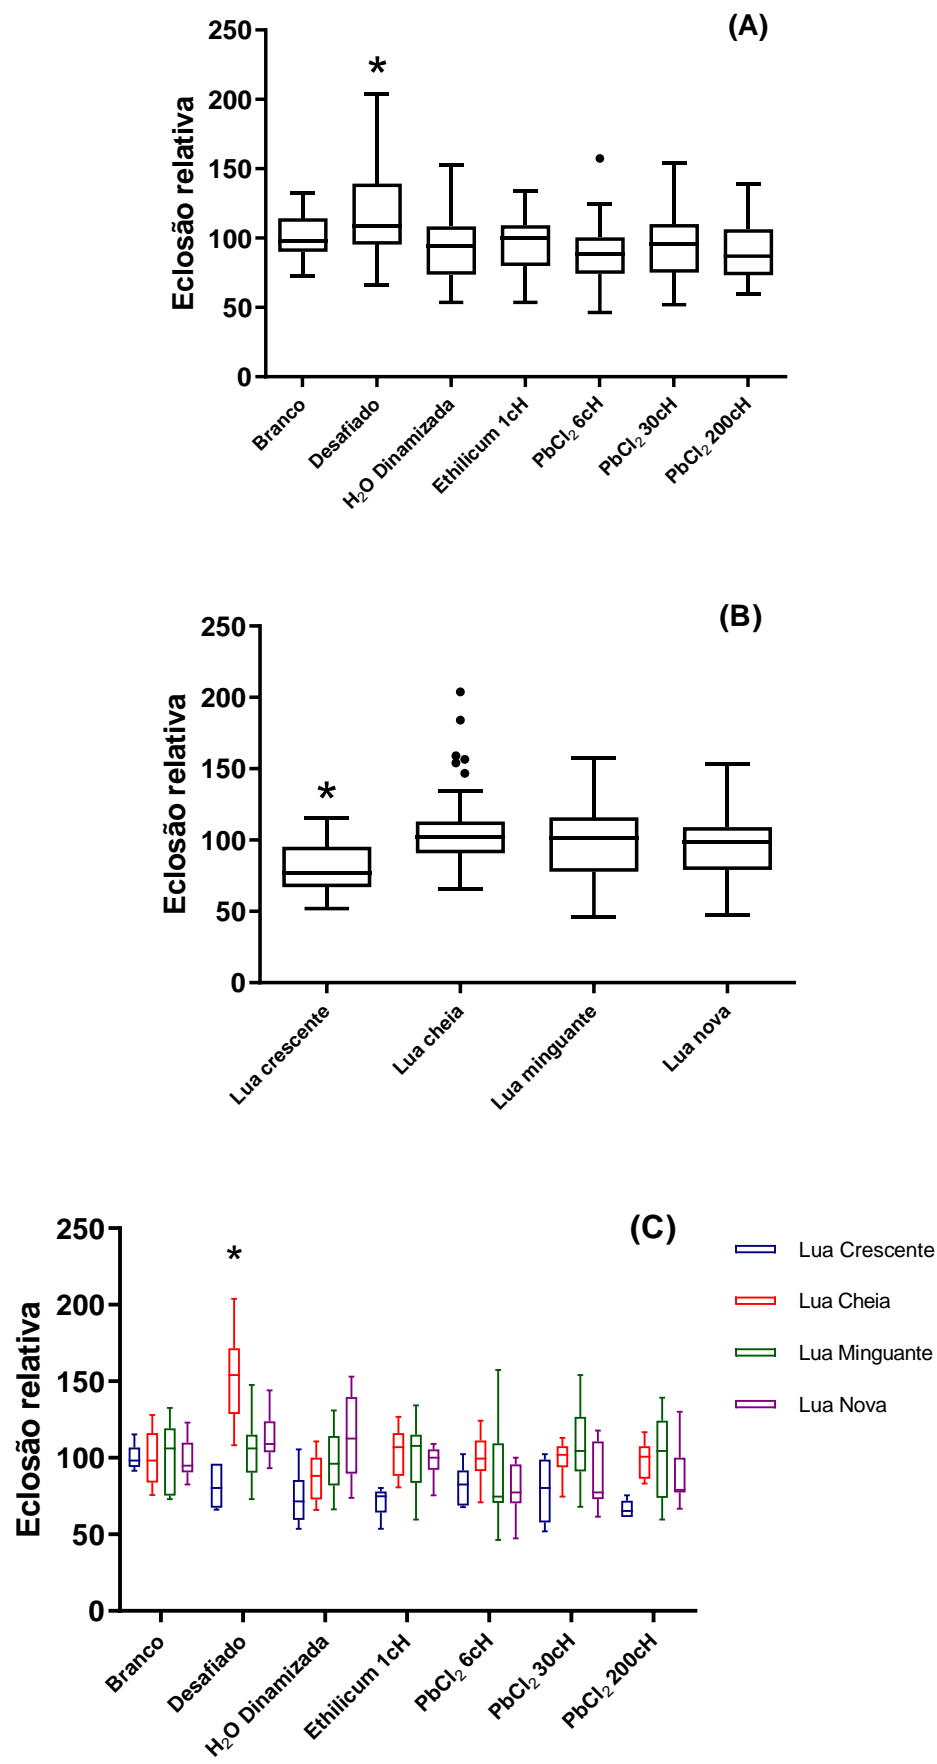 (A)
250
200
150
100
50
0
Eclosão relativa
*
Branco
Desafiado
H₂O Dinamizada
Ethilicum 1cH
PbCl₂ 6cH
PbCl₂ 30cH
PbCl₂ 200cH
(B)
250
200
150
100
50
0
Eclosão relativa
*
Lua crescente
Lua cheia
Lua minguante
Lua nova
(C)
250
200
150
100
50
0
Eclosão relativa
*
Branco
Desafiado
H₂O Dinamizada
Ethilicum 1cH
PbCl₂ 6cH
PbCl₂ 30cH
PbCl₂ 200cH
Lua Crescente
Lua Cheia
Lua Minguante
Lua Nova